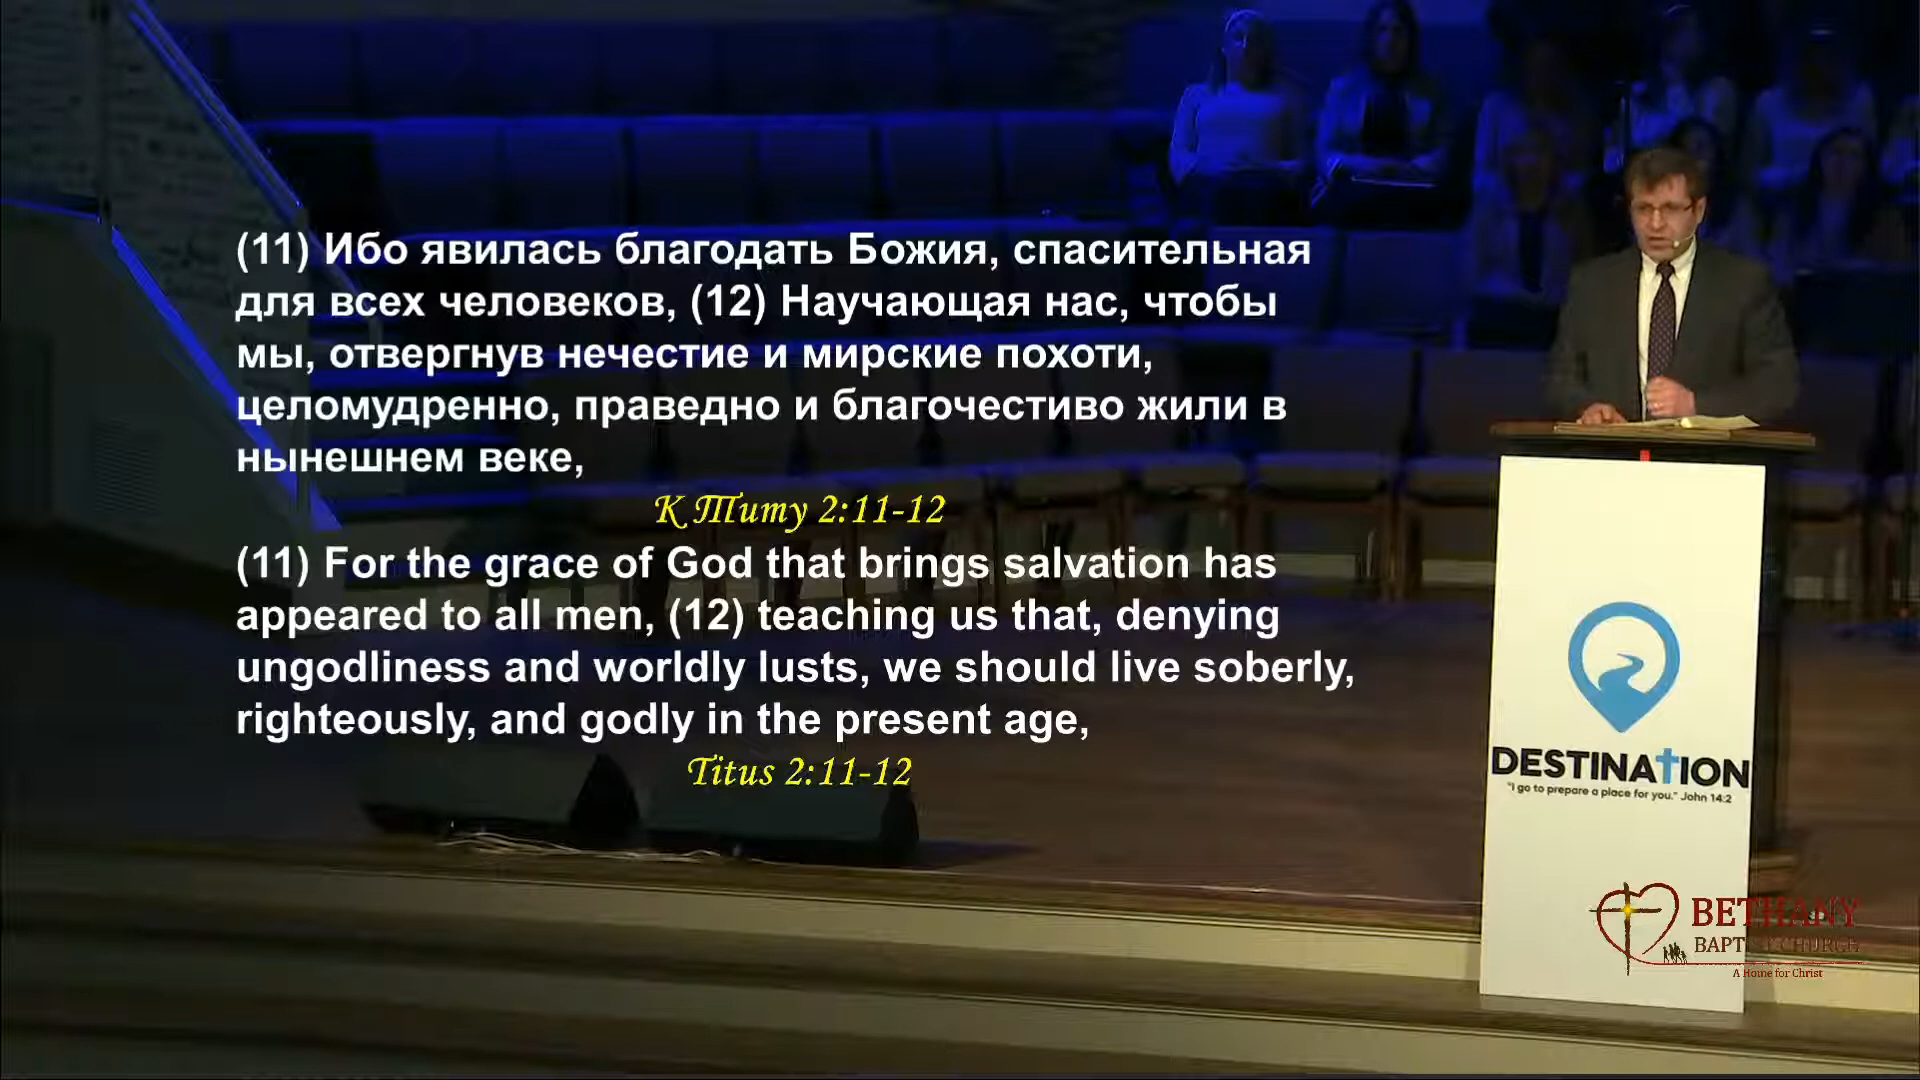 (11) Ибо явилась благодать Божия, спасительная
для всех человеков, (12) Научающая нас, чтобы
мы, отвергнув нечестие и мирские похоти,
целомудренно, праведно и благочестиво жили в
нынешнем веке,
К Титу 2:11-12
(11) For the grace of God that brings salvation has
appeared to all men, (12) teaching us that, denying
ungodliness and worldly lusts, we should live soberly,
righteously, and godly in the present age,
Titus 2:11-12
DESTINATION
"I go to prepare a place for you." John 14:2
BETHANY
BAPTIST CHURCH
A Home for Christ